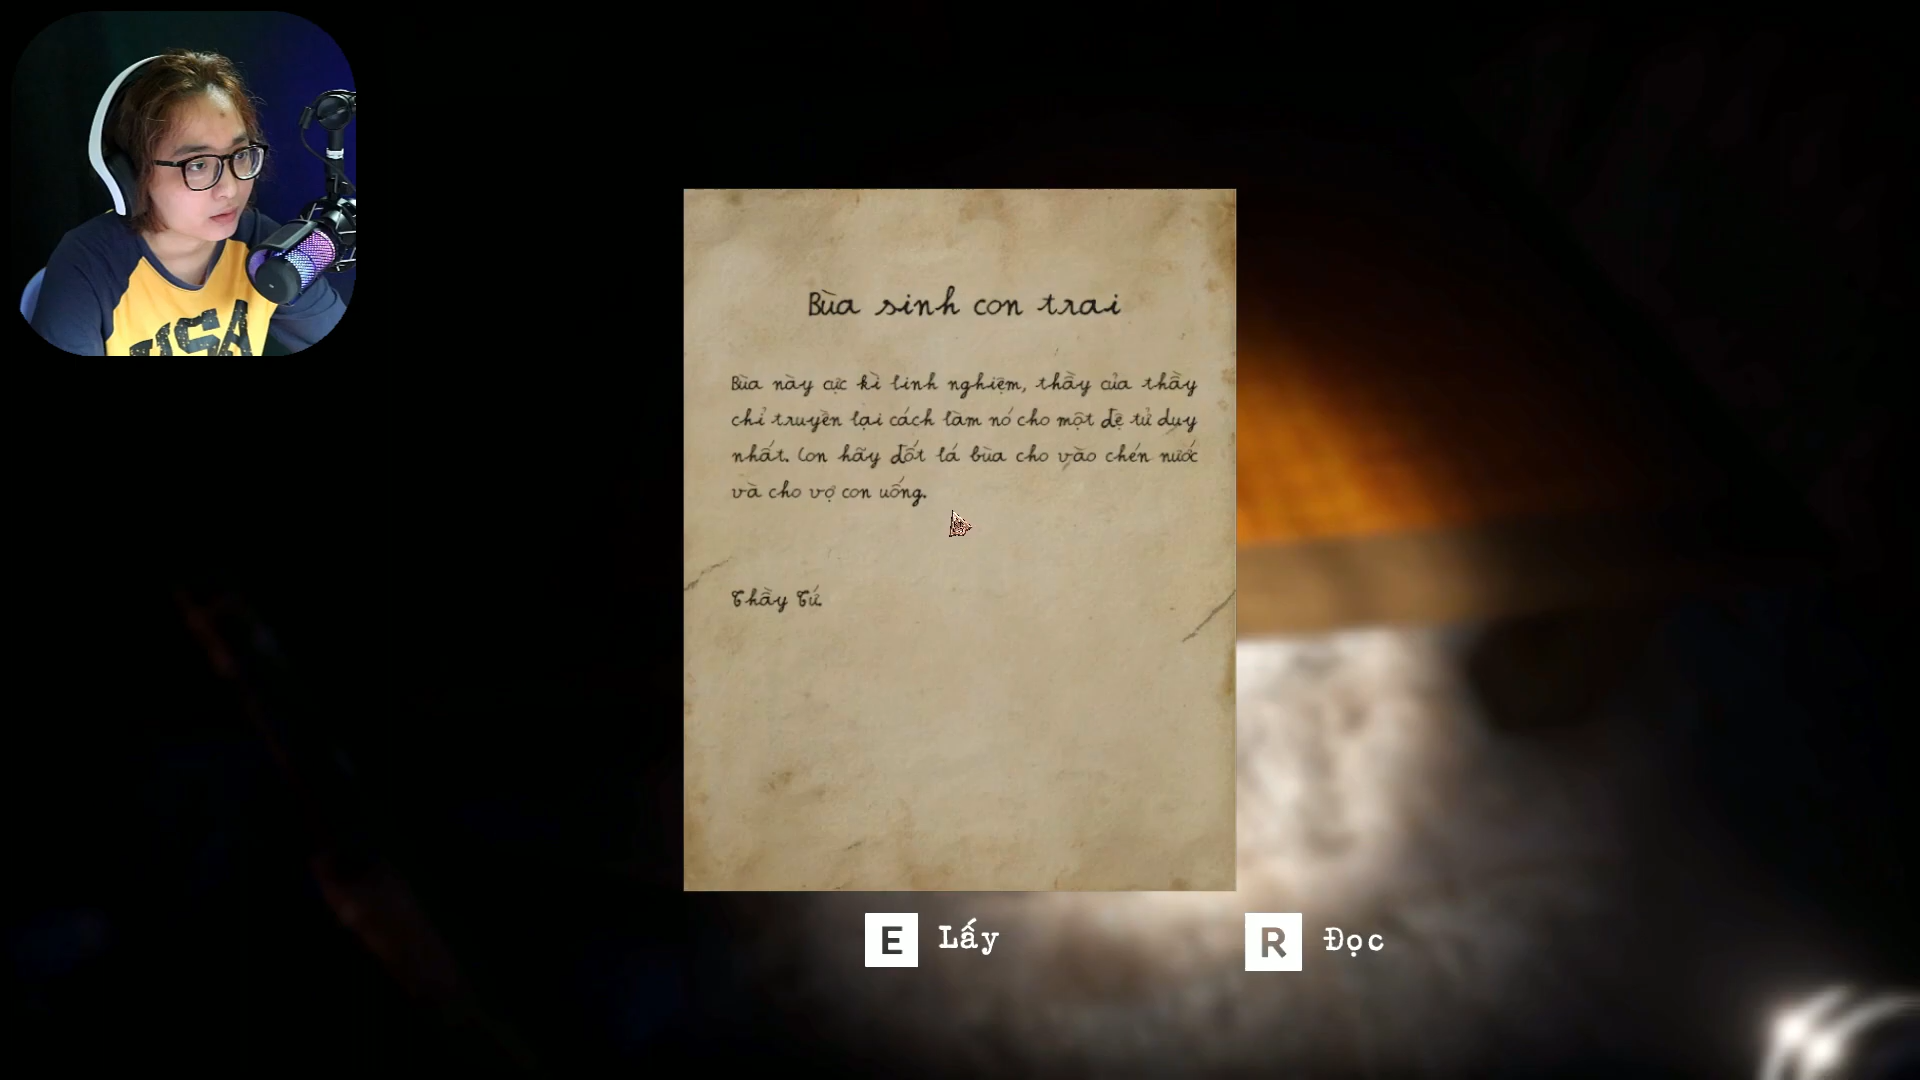 Bùa sinh con trai
Bùa này cực kì linh nghiệm, thầy của thầy
chỉ truyền lại cách làm nó cho một đệ tử duy
nhất. Con hãy đốt lá bùa cho vào chén nước
và cho vợ con uống.
Thầy Tứ.
E Lấy
R Đọc